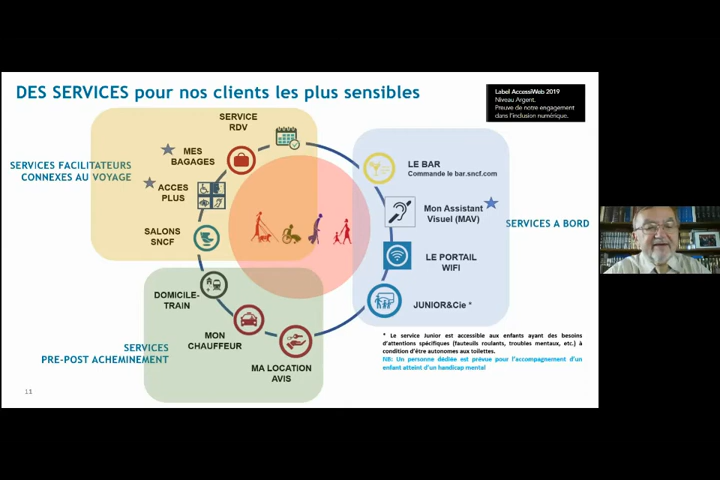 DES SERVICES pour nos clients les plus sensibles
Label AccessiWeb 2019
Niveau Argent.
Preuve de notre engagement
dans l'inclusion numérique.
SERVICES FACILITATEURS
CONNEXES AU VOYAGE
SERVICE
RDV
MES
BAGAGES
ACCES
PLUS
SALONS
SNCF
LE BAR
Commande le bar.sncf.com
Mon Assistant
Visuel (MAV)
LE PORTAIL
WIFI
JUNIOR&Cie *
SERVICES A BORD
DOMICILE-
TRAIN
MON
CHAUFFEUR
MA LOCATION
AVIS
SERVICES
PRE-POST ACHEMINEMENT
* Le service Junior est accessible aux enfants ayant des besoins
d'attentions spécifiques (fauteuils roulants, troubles mentaux, etc.) à
condition d'être autonomes aux toilettes.
NB: Un personne dédiée est prévue pour l'accompagnement d'un
enfant atteint d'un handicap mental
11